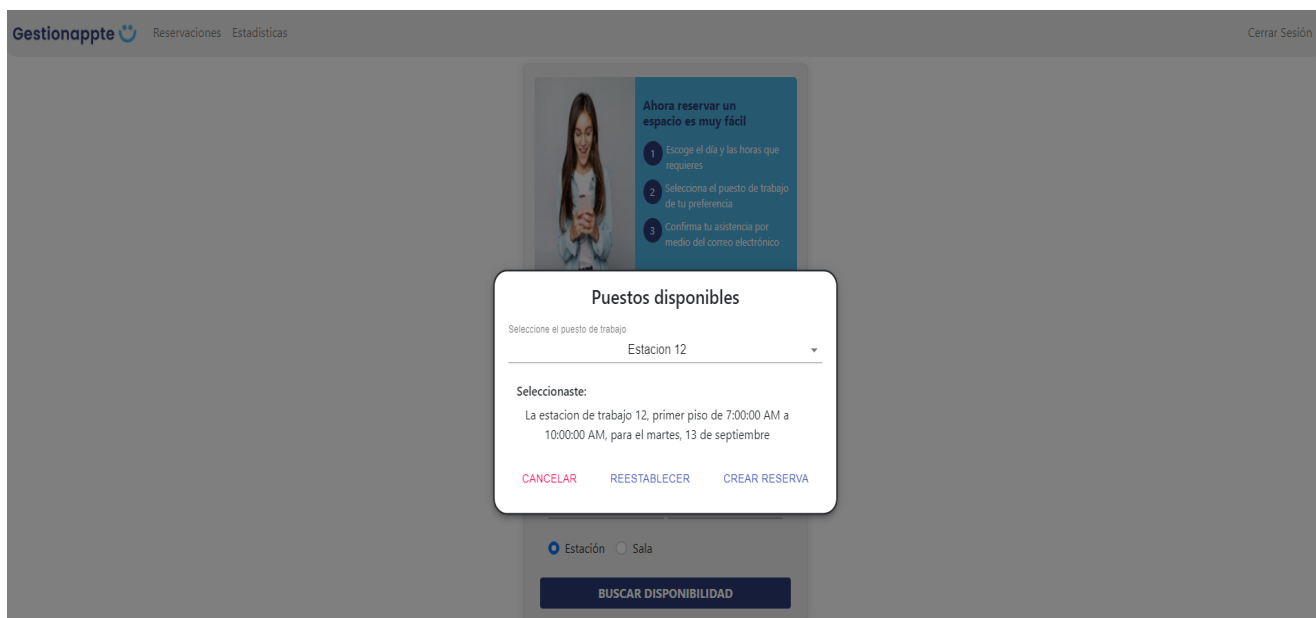 Gestionappte Reservaciones Estadisticas Cerrar Sesión
Ahora reservar un
espacio es muy fácil
1 Escoge el día y las horas que
requieres
2 Selecciona el puesto de trabajo
de tu preferencia
3 Confirma tu asistencia por
medio del correo electrónico
Puestos disponibles
Seleccione el puesto de trabajo
Estacion 12
Seleccionaste:
La estacion de trabajo 12, primer piso de 7:00:00 AM a
10:00:00 AM, para el martes, 13 de septiembre
CANCELAR REESTABLECER CREAR RESERVA
Estación Sala
BUSCAR DISPONIBILIDAD